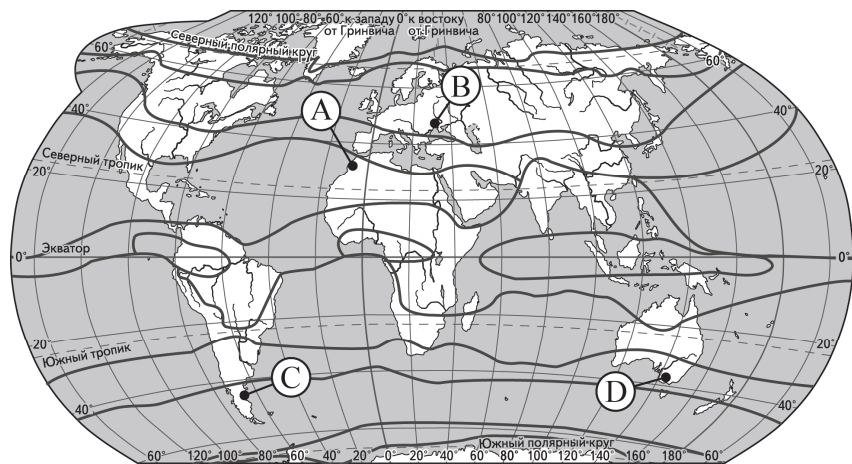 120° 100° 80° 60° к западу 0° к востоку 80° 100° 120° 140° 160° 180°
от Гринвича от Гринвича
Северный полярный круг
60° 60°
B
A
40° 40°
Северный тропик
20° 20°
Экватор
0° 0°
20° 20°
Южный тропик
C
D
40° 40°
Южный полярный круг
60° 120° 100° 80° 60° 40° 20° 0° 20° 40° 60° 80° 100° 120° 140° 160° 180° 60°